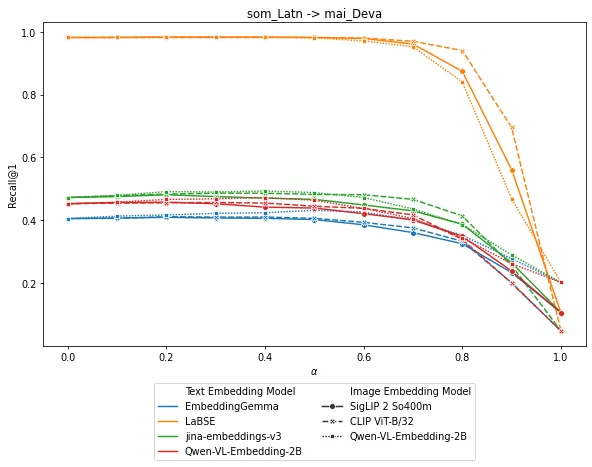 som_Latn -> mai_Deva
Recall@1
1.0
0.8
0.6
0.4
0.2
0.0 0.2 0.4 0.6 0.8 1.0
α
Text Embedding Model Image Embedding Model
EmbeddingGemma SigLIP 2 So400m
LaBSE CLIP ViT-B/32
jina-embeddings-v3 Qwen-VL-Embedding-2B
Qwen-VL-Embedding-2B